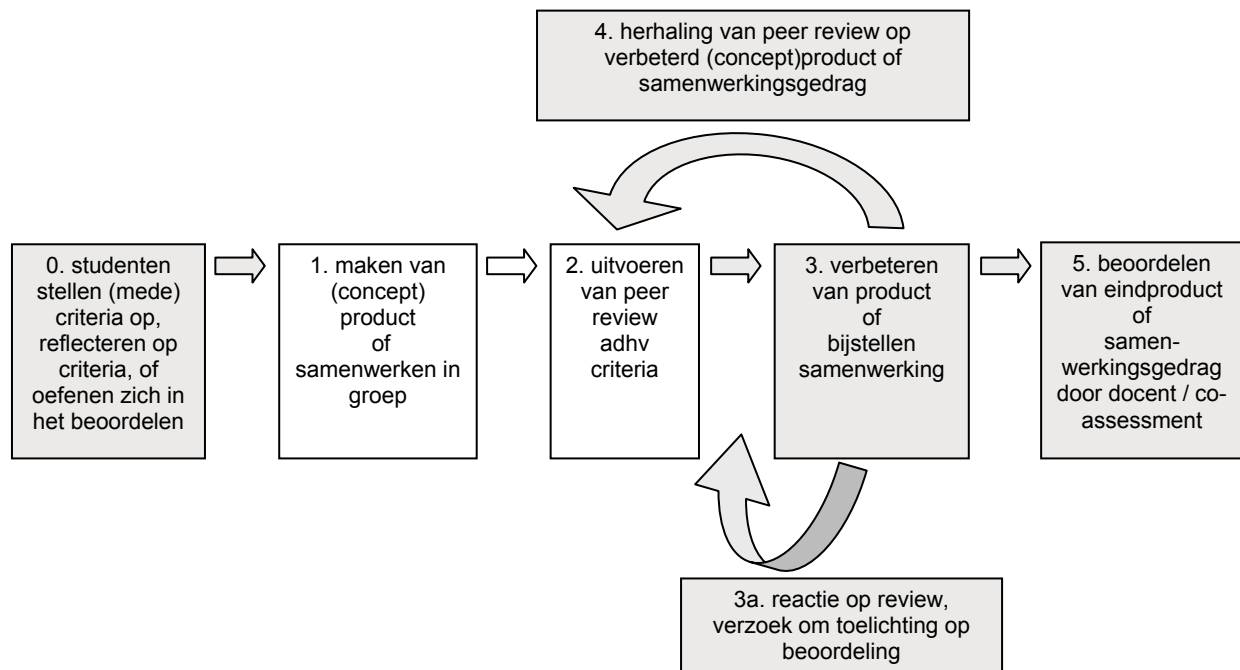 4. herhaling van peer review op
verbeterd (concept)product of
samenwerkingsgedrag
0. studenten
stellen (mede)
criteria op,
reflecteren op
criteria, of
oefenen zich in
het beoordelen
1. maken van
(concept)
product
of
samenwerken in
groep
2. uitvoeren
van peer
review
adhv
criteria
3. verbeteren
van product
of
bijstellen
samenwerking
5. beoordelen
van eindproduct
of
samen-
werkingsgedrag
door docent / co-
assessment
3a. reactie op review,
verzoek om toelichting op
beoordeling